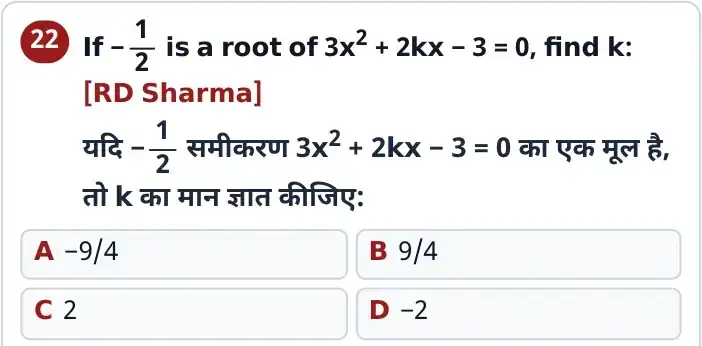 22 If −1/2 is a root of 3x² + 2kx − 3 = 0, find k:
[RD Sharma]
यदि −1/2 समीकरण 3x² + 2kx − 3 = 0 का एक मूल है,
तो k का मान ज्ञात कीजिए:
A −9/4
B 9/4
C 2
D −2